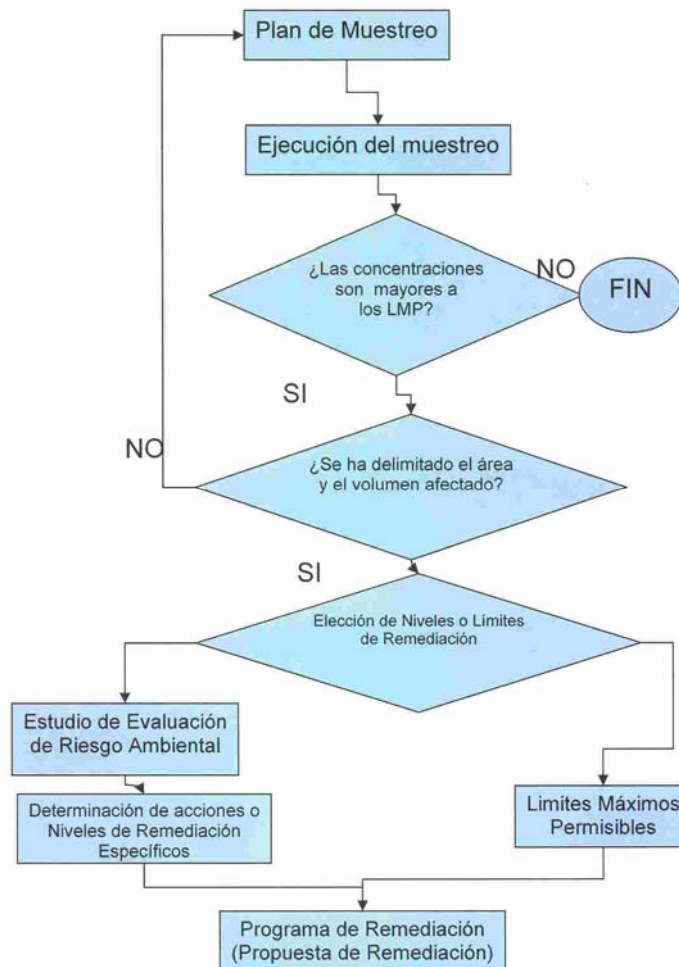 Plan de Muestreo
Ejecución del muestreo
¿Las concentraciones
son mayores a
los LMP?
NO
FIN
SI
NO
¿Se ha delimitado el área
y el volumen afectado?
SI
Elección de Niveles o Límites
de Remediación
Estudio de Evaluación
de Riesgo Ambiental
Determinación de acciones o
Niveles de Remediación
Específicos
Limites Máximos
Permisibles
Programa de Remediación
(Propuesta de Remediación)